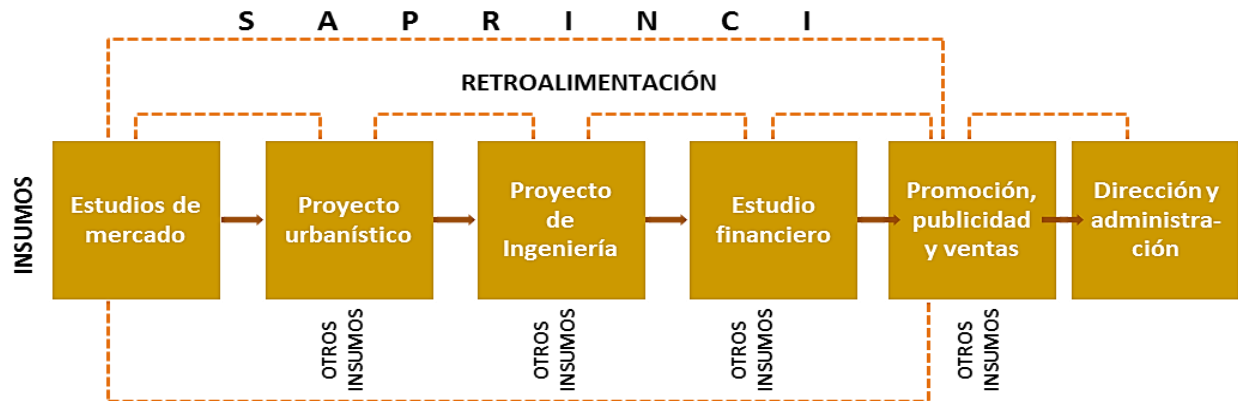 S A P R I N C I
RETROALIMENTACIÓN
INSUMOS
Estudios de
mercado
Proyecto
urbanístico
Proyecto
de
Ingeniería
Estudio
financiero
Promoción,
publicidad
y ventas
Dirección y
administra-
ción
OTROS
INSUMOS
OTROS
INSUMOS
OTROS
INSUMOS
OTROS
INSUMOS